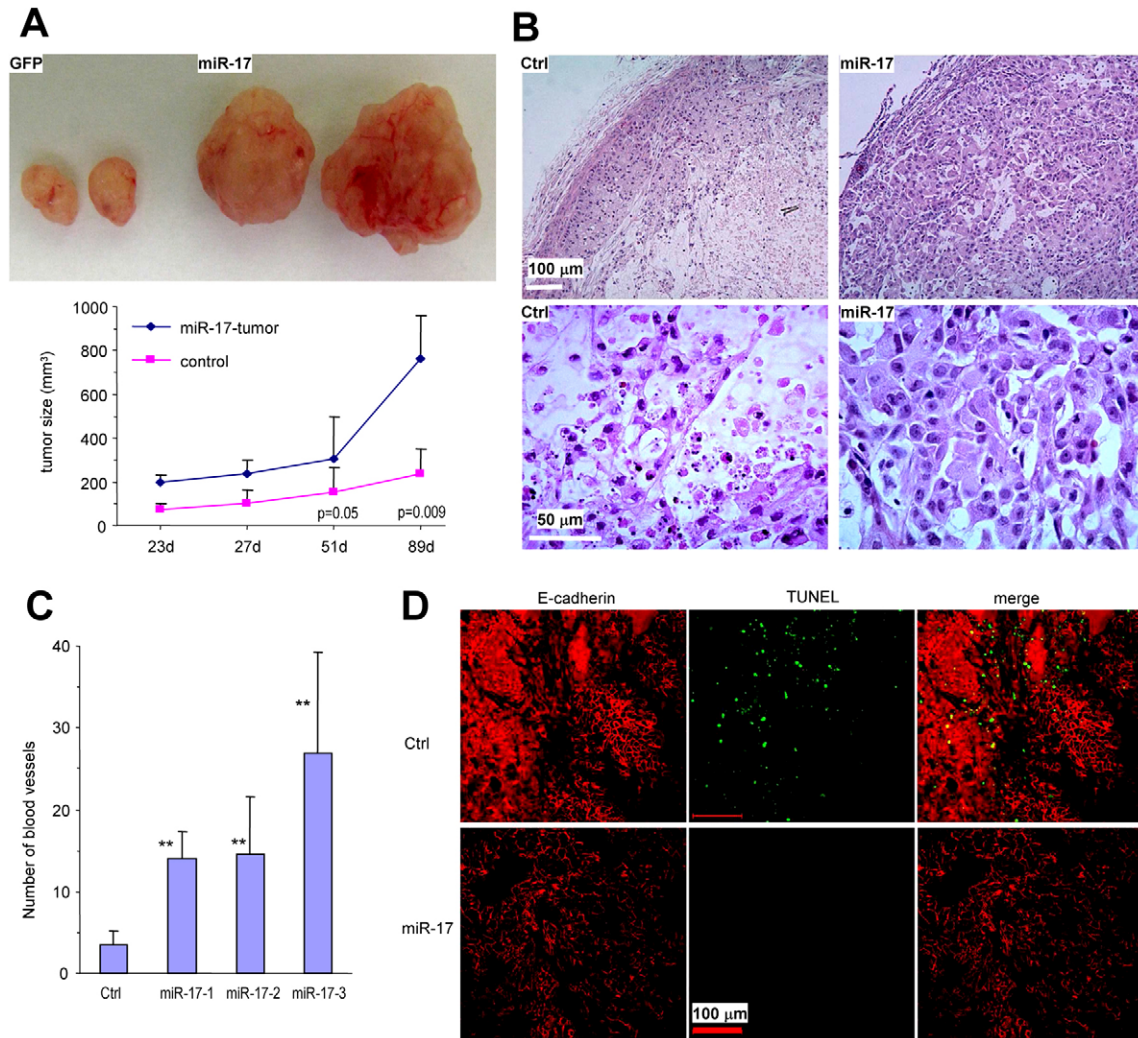 A
GFP
miR-17
1000
800
600
400
200
0
tumor size (mm³)
miR-17-tumor
control
p=0.05
p=0.009
23d
27d
51d
89d
B
Ctrl
miR-17
100 µm
Ctrl
miR-17
50 µm
C
40
30
20
10
0
Number of blood vessels
**
**
**
Ctrl
miR-17-1
miR-17-2
miR-17-3
D
E-cadherin
TUNEL
merge
Ctrl
miR-17
100 µm